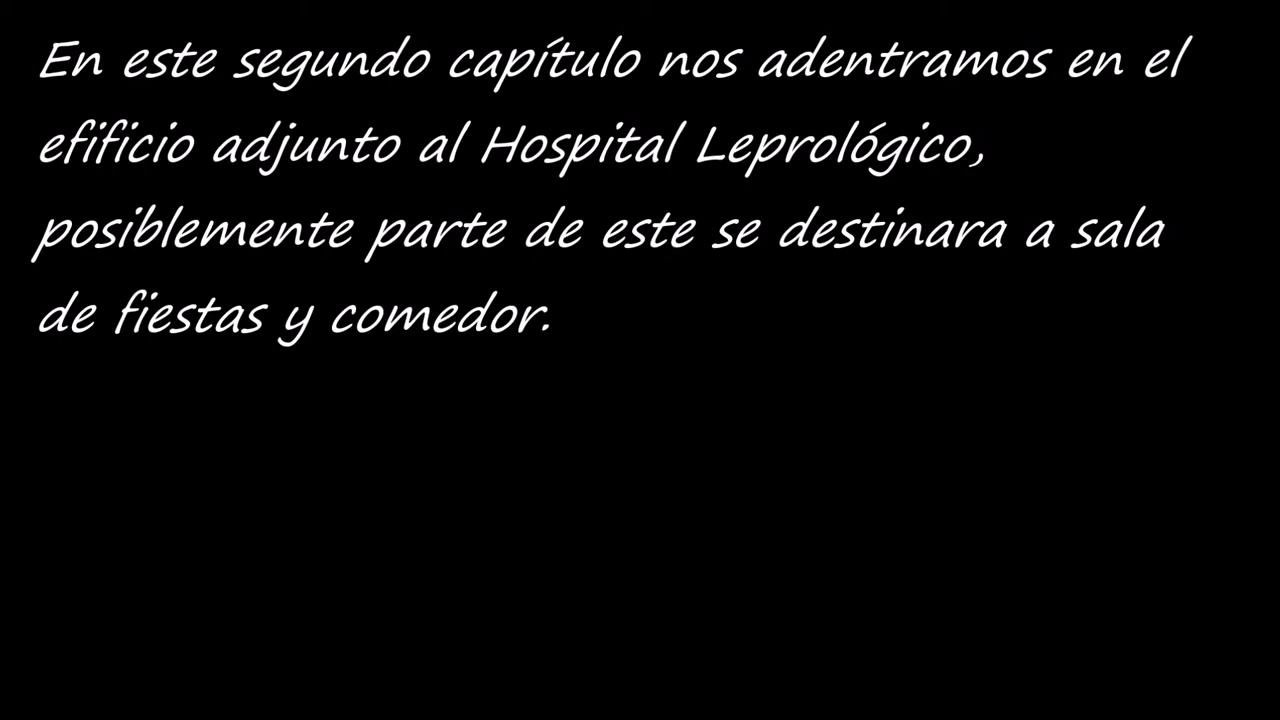 En este segundo capítulo nos adentramos en el
efificio adjunto al Hospital Leprológico,
posiblemente parte de este se destinara a sala
de fiestas y comedor.